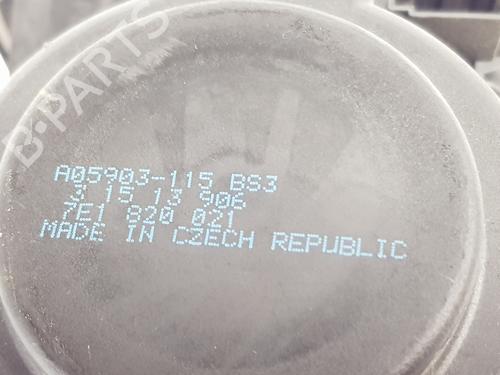 B-PARTS
A05903-115 BS3
3 15 13 906
7E1 820 021
MADE IN CZECH REPUBLIC